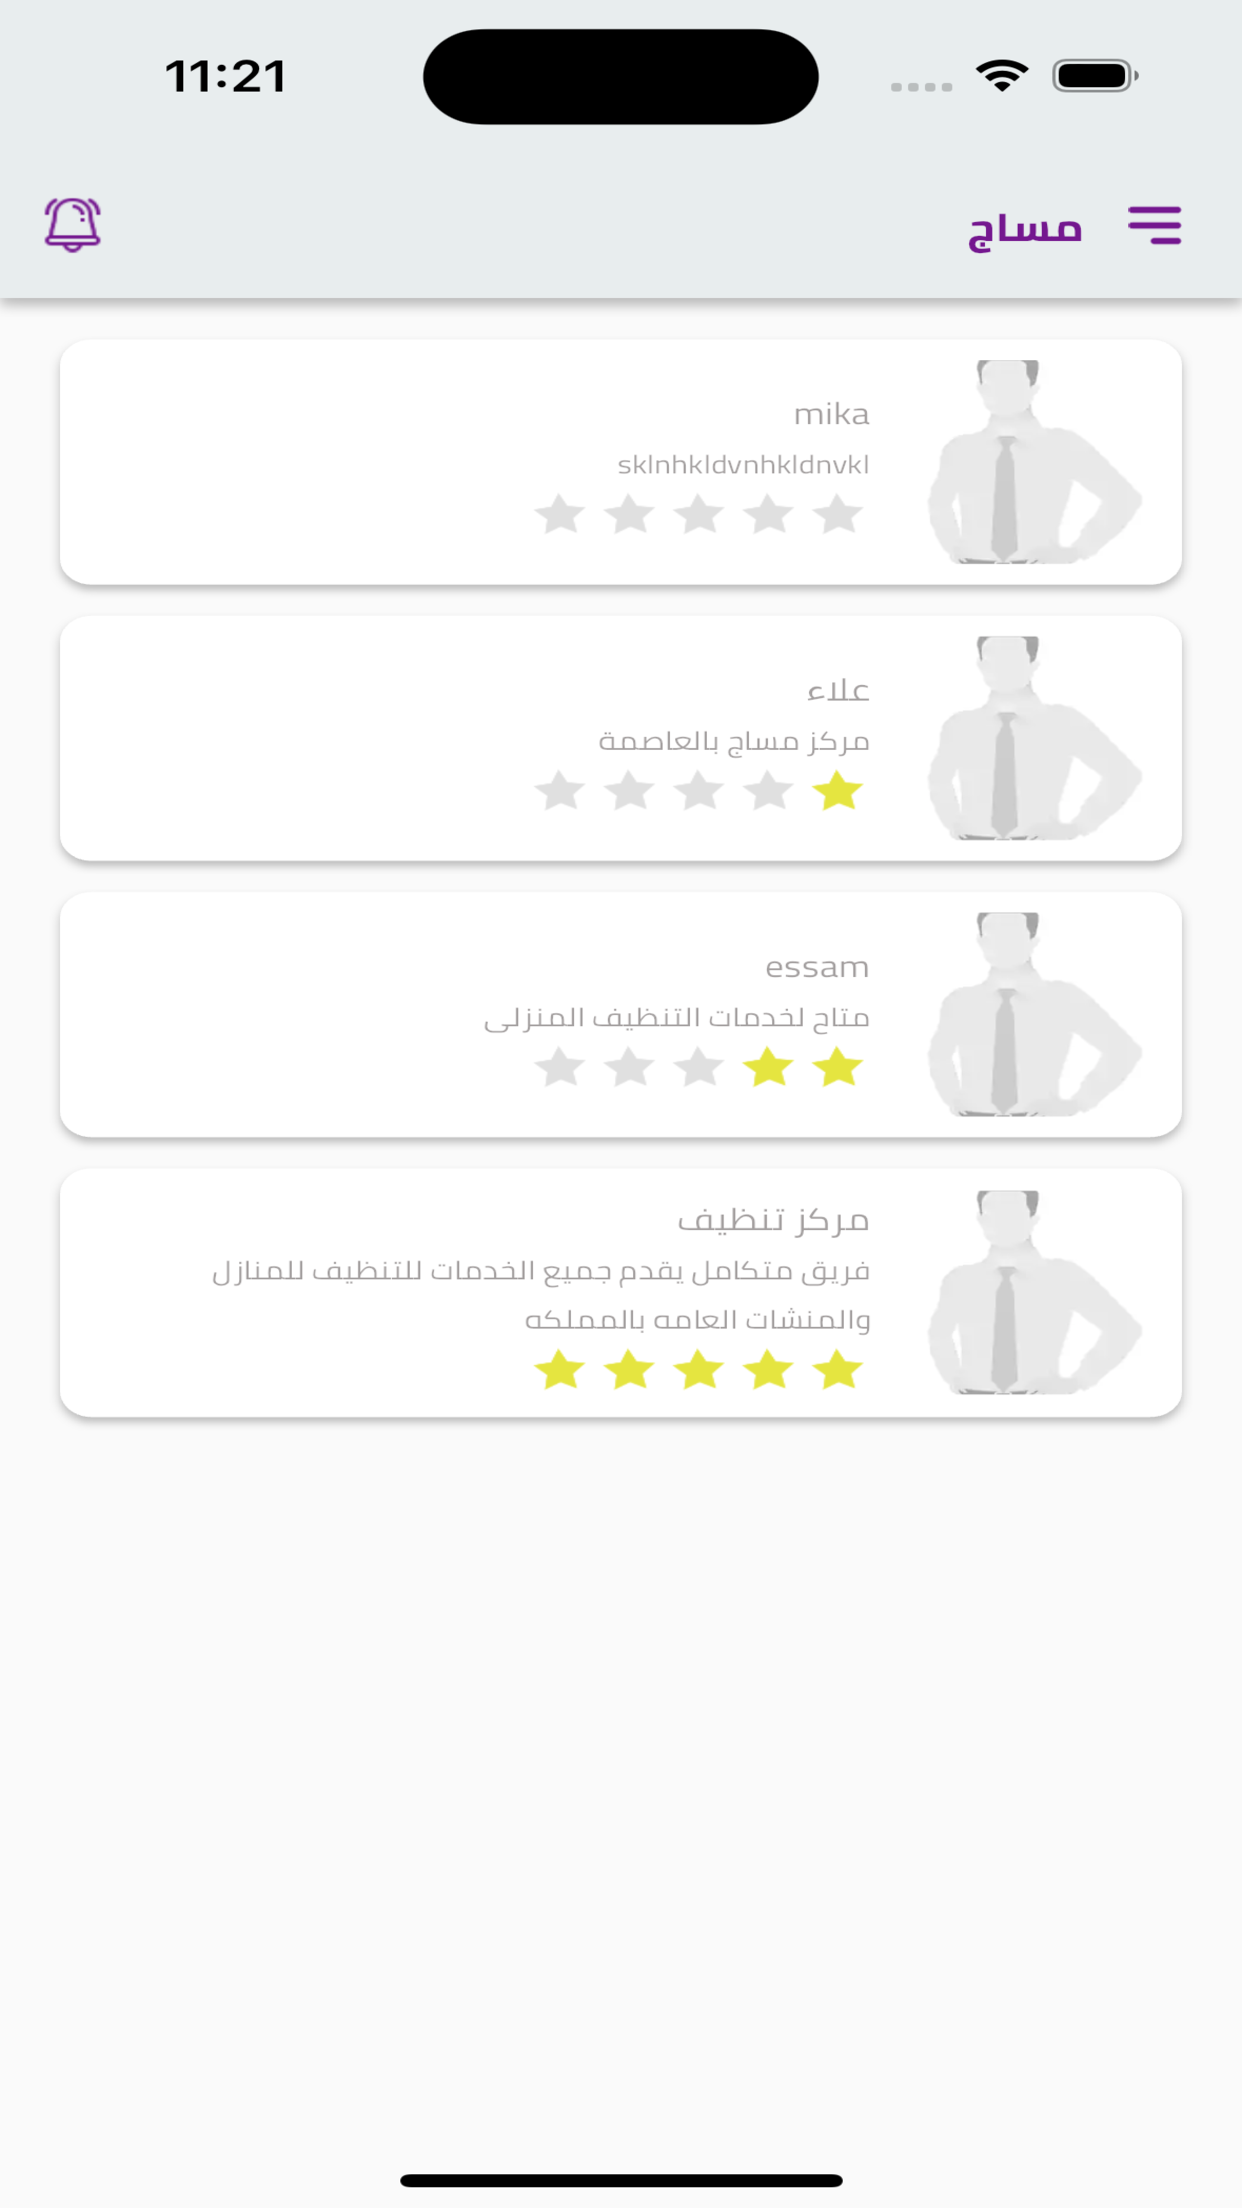 11:21
مساج
mika
sklnhkldvnhkldnvkl
علاء
مركز مساج بالعاصمة
essam
متاح لخدمات التنظيف المنزلى
مركز تنظيف
فريق متكامل يقدم جميع الخدمات للتنظيف للمنازل
والمنشات العامه بالمملكه